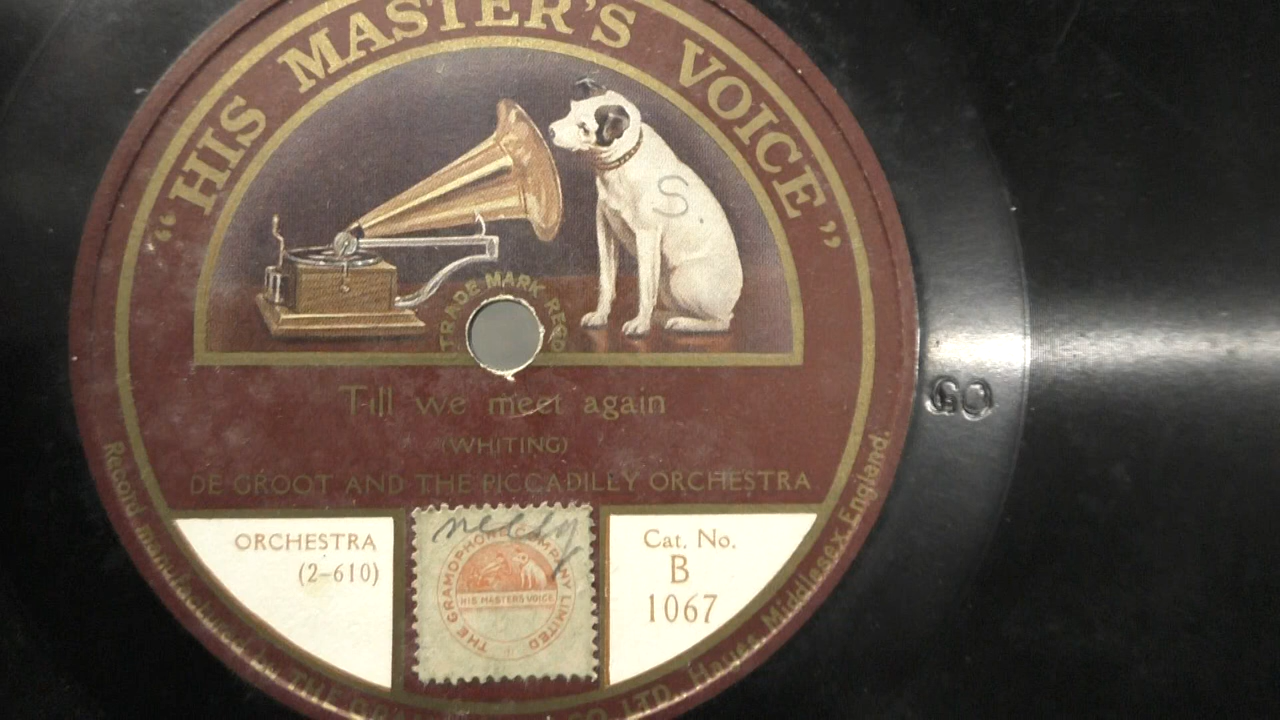 "HIS MASTER'S VOICE"
S.
TRADE MARK REGD
Till we meet again
(WHITING)
DE GROOT AND THE PICCADILLY ORCHESTRA
ORCHESTRA
(2-610)
THE GRAMOPHONE COMPANY LIMITED
HIS MASTERS VOICE
Cat. No.
B
1067
Record manufactured by THE CO., LTD., Hayes, Middlesex, England.